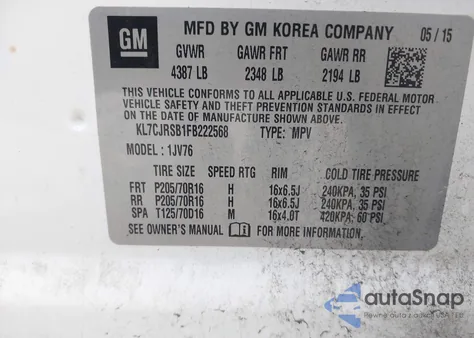 GM
MFD BY GM KOREA COMPANY 05/15
GVWR GAWR FRT GAWR RR
4387 LB 2348 LB 2194 LB
THIS VEHICLE CONFORMS TO ALL APPLICABLE U.S. FEDERAL MOTOR
VEHICLE SAFETY AND THEFT PREVENTION STANDARDS IN EFFECT ON
THE DATE OF MANUFACTURE SHOWN ABOVE.
KL7CJRSB1FB222568 TYPE: MPV
MODEL : 1JV76
TIRE SIZE SPEED RTG RIM COLD TIRE PRESSURE
FRT P205/70R16 H 16x6.5J 240KPA, 35 PSI
RR P205/70R16 H 16x6.5J 240KPA, 35 PSI
SPA T125/70D16 M 16x4.0T 420KPA, 60 PSI
SEE OWNER'S MANUAL FOR MORE INFORMATION
autoSnap